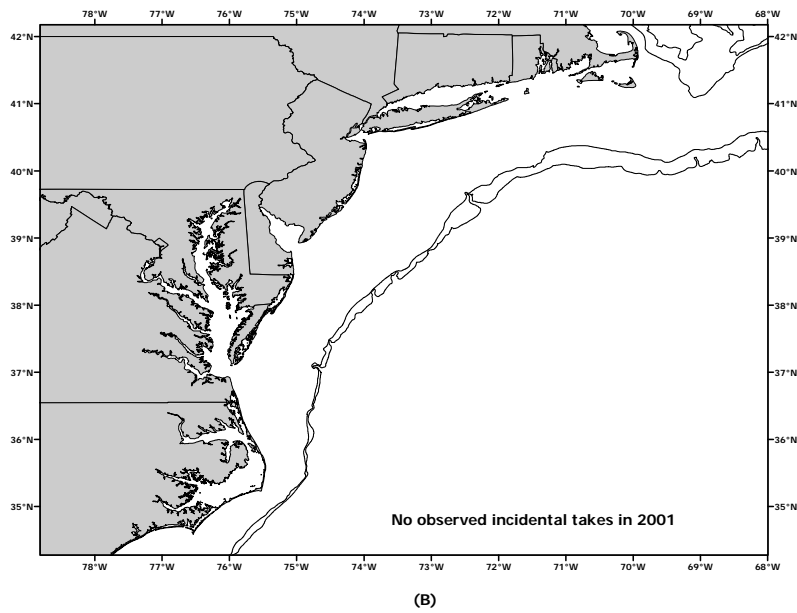 78°W 77°W 76°W 75°W 74°W 73°W 72°W 71°W 70°W 69°W 68°W
42°N 42°N
41°N 41°N
40°N 40°N
39°N 39°N
38°N 38°N
37°N 37°N
36°N 36°N
35°N 35°N
No observed incidental takes in 2001
78°W 77°W 76°W 75°W 74°W 73°W 72°W 71°W 70°W 69°W 68°W
(B)